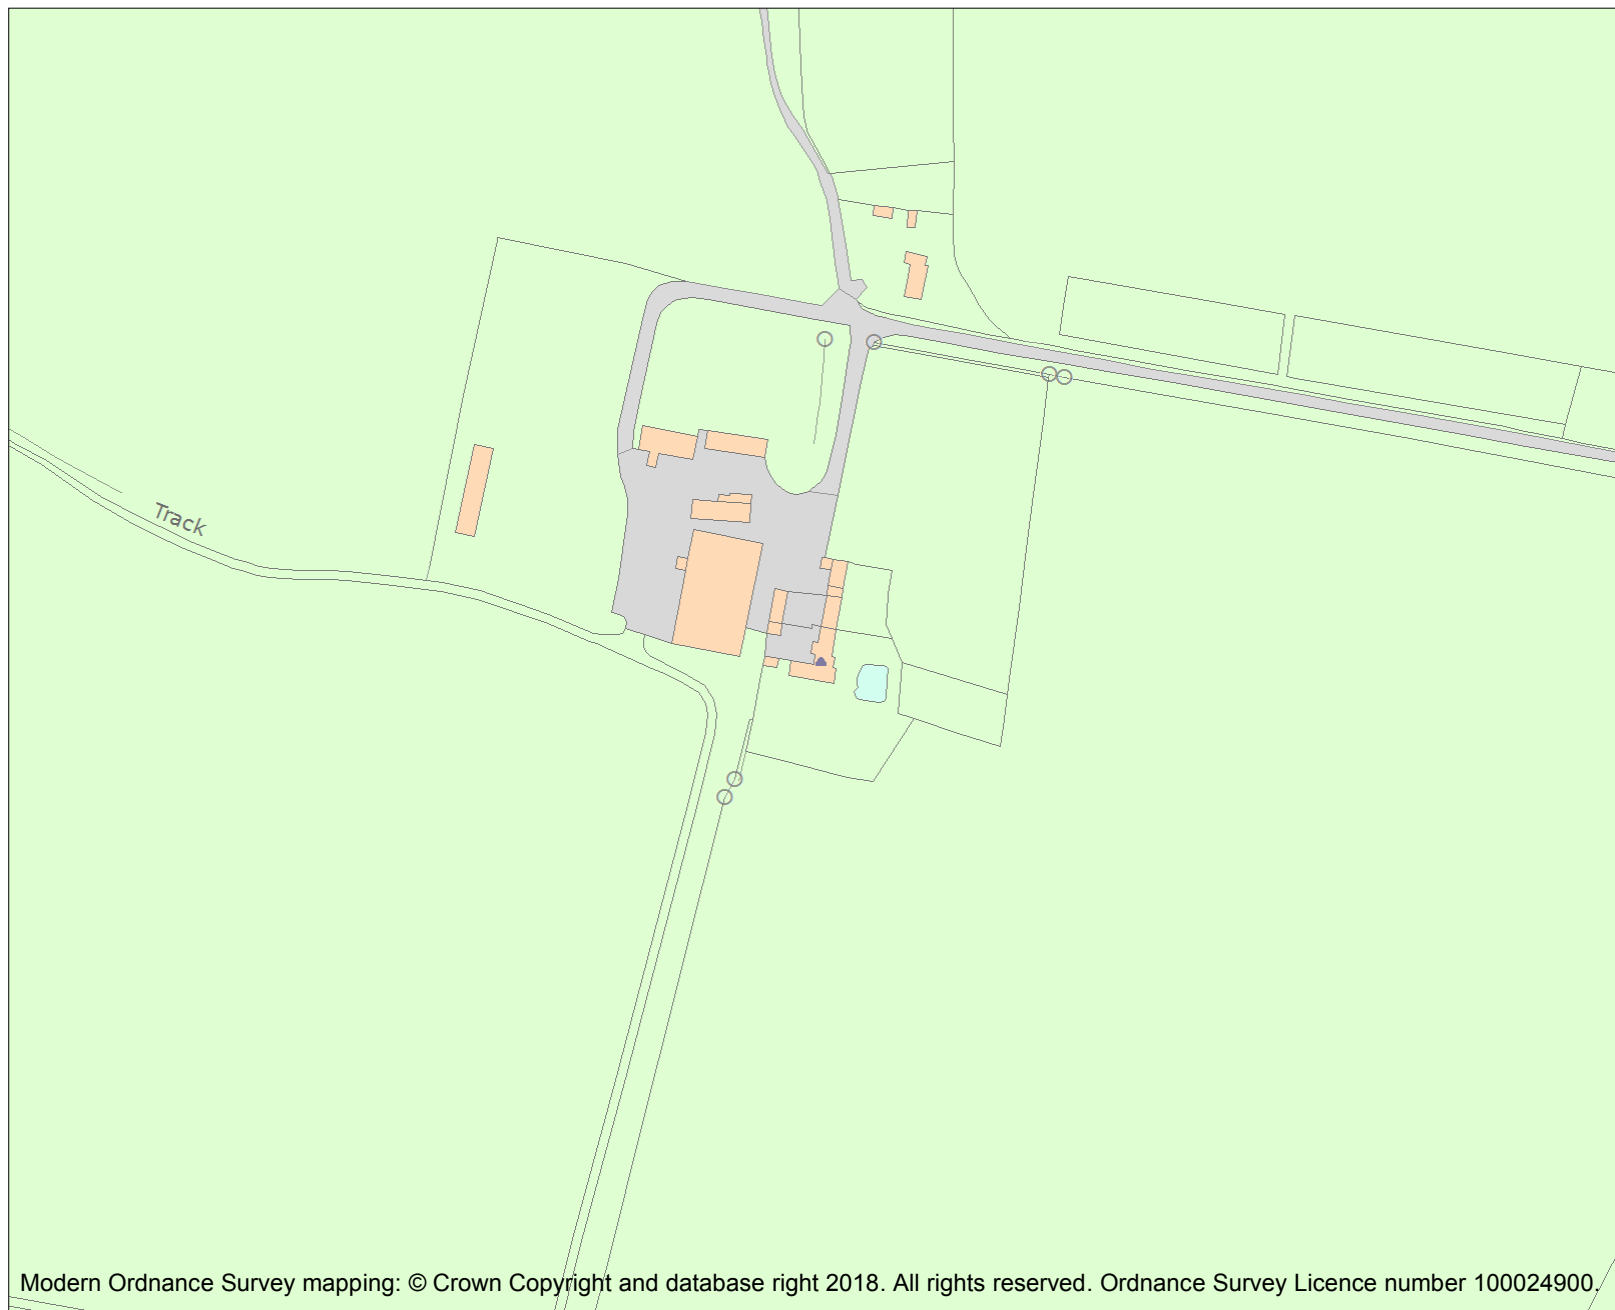 Track
Modern Ordnance Survey mapping: © Crown Copyright and database right 2018. All rights reserved. Ordnance Survey Licence number 100024900.